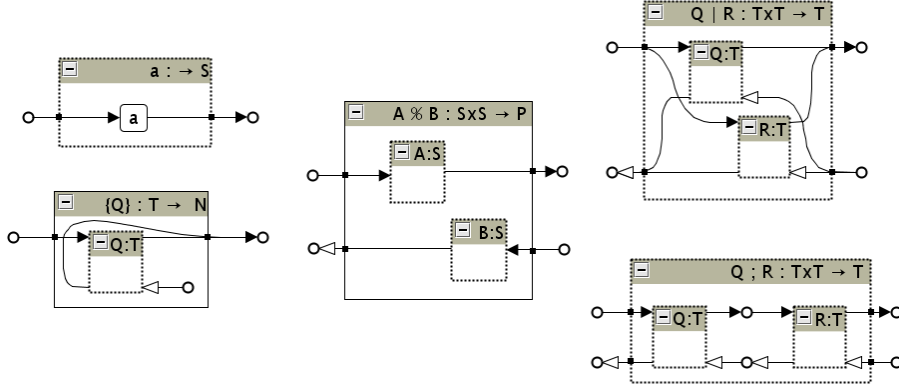 a : → S
a
{Q} : T → N
Q:T
A % B : SxS → P
A:S
B:S
Q | R : TxT → T
Q:T
R:T
Q ; R : TxT → T
Q:T
R:T